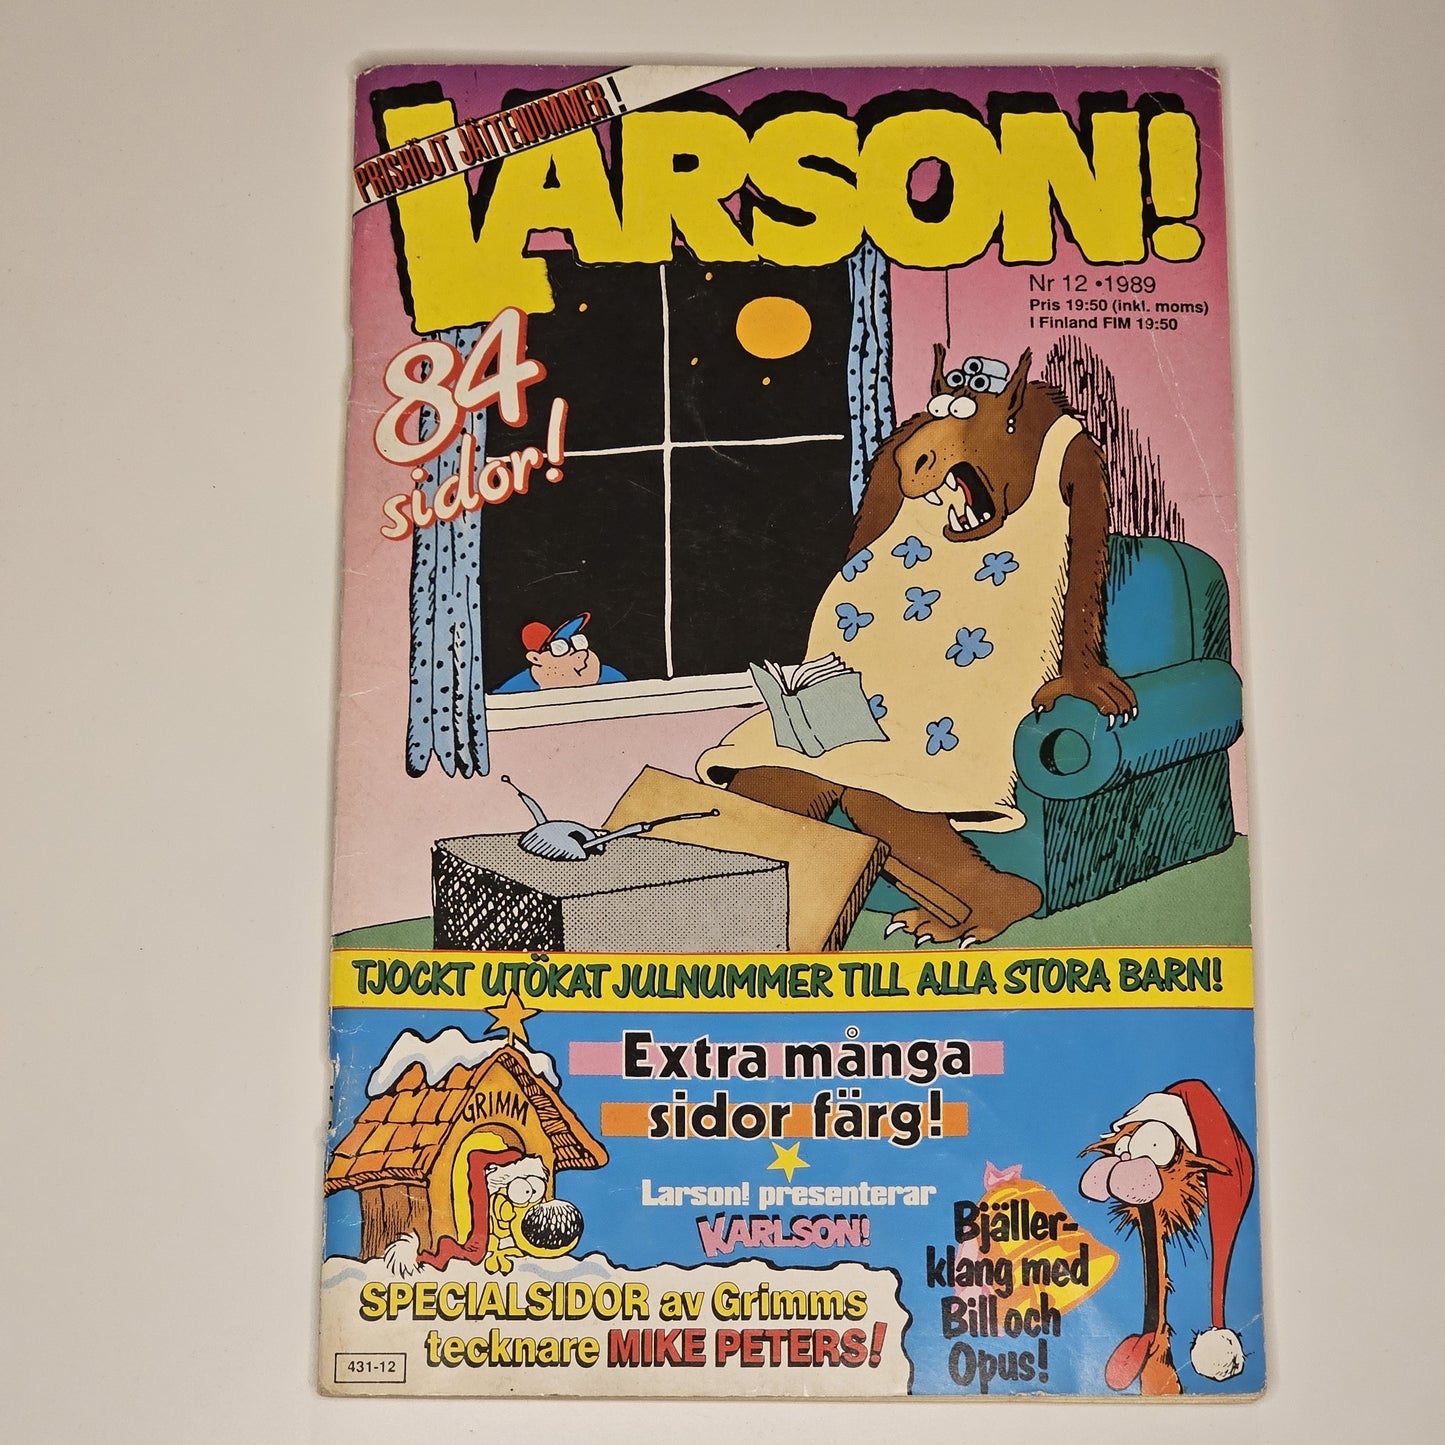 PRISHÖJT JÄTTENUMMER!
LARSON!
Nr 12 • 1989
Pris 19:50 (inkl. moms)
I Finland FIM 19:50
84
sidor!
TJOCKT UTÖKAT JULNUMMER TILL ALLA STORA BARN!
Extra många
sidor färg!
GRIMM
Larson! presenterar
KARLSON!
Bjäller-
klang med
Bill och
Opus!
SPECIALSIDOR av Grimms
tecknare MIKE PETERS!
431-12